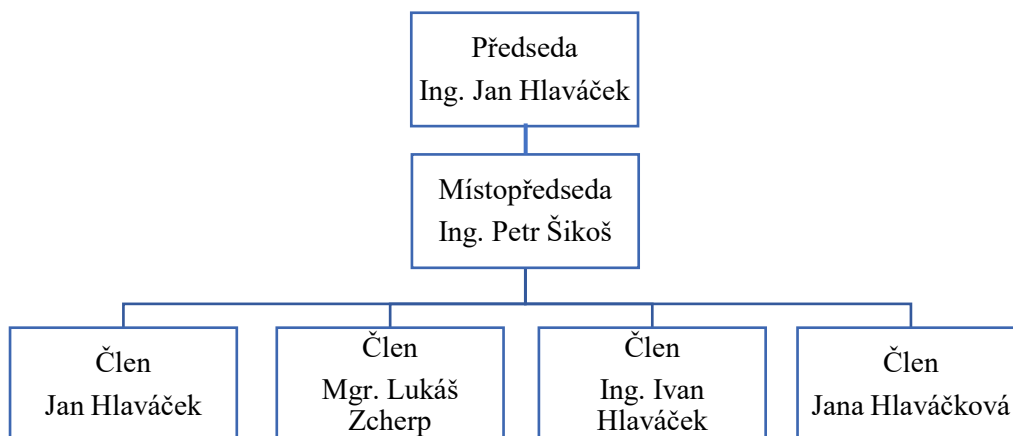 Předseda
Ing. Jan Hlaváček
Místopředseda
Ing. Petr Šikoš
Člen
Jan Hlaváček
Člen
Mgr. Lukáš
Zcherp
Člen
Ing. Ivan
Hlaváček
Člen
Jana Hlaváčková